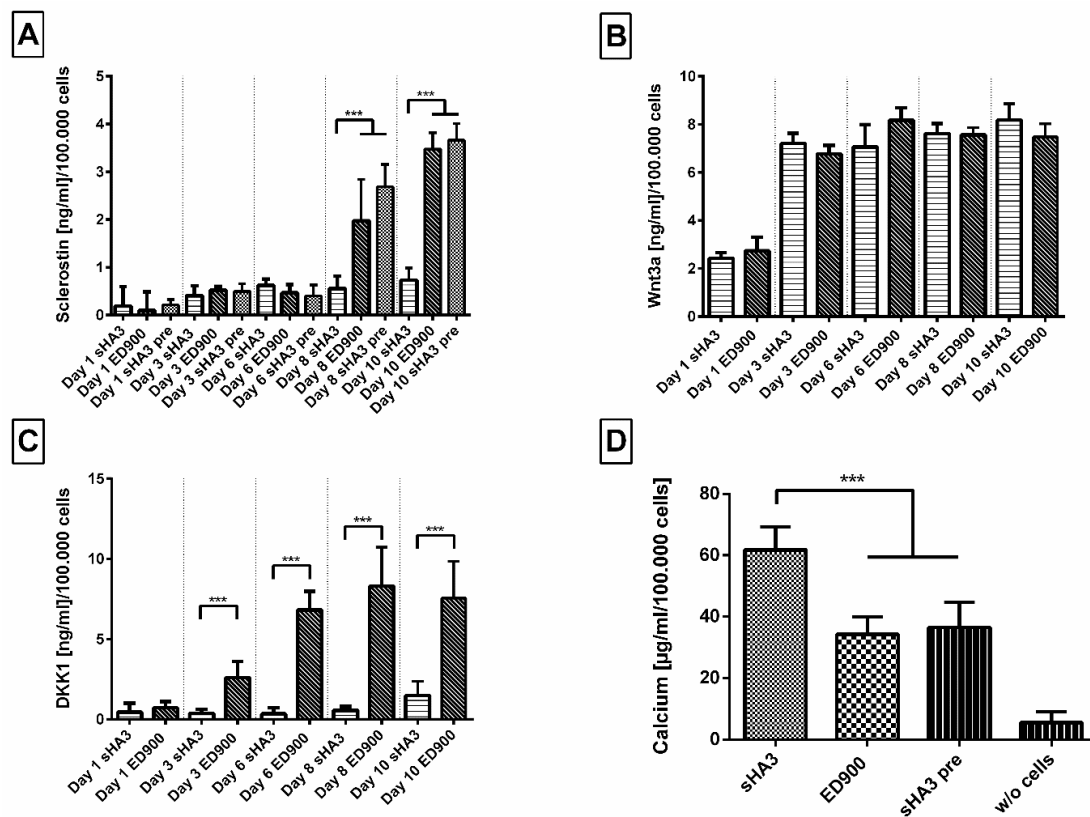 A
Sclerostin [ng/ml]/100.000 cells
5
4
3
2
1
0
***
***
Day 1 sHA3
Day 1 ED900
Day 1 sHA3 pre
Day 3 sHA3
Day 3 ED900
Day 3 sHA3 pre
Day 6 sHA3
Day 6 ED900
Day 6 sHA3 pre
Day 8 sHA3
Day 8 ED900
Day 8 sHA3 pre
Day 10 sHA3
Day 10 ED900
Day 10 sHA3 pre
B
Wnt3a [ng/ml]/100.000 cells
10
8
6
4
2
0
Day 1 sHA3
Day 1 ED900
Day 3 sHA3
Day 3 ED900
Day 6 sHA3
Day 6 ED900
Day 8 sHA3
Day 8 ED900
Day 10 sHA3
Day 10 ED900
C
DKK1 [ng/ml]/100.000 cells
15
10
5
0
***
***
***
***
Day 1 sHA3
Day 1 ED900
Day 3 sHA3
Day 3 ED900
Day 6 sHA3
Day 6 ED900
Day 8 sHA3
Day 8 ED900
Day 10 sHA3
Day 10 ED900
D
Calcium [µg/ml/100.000 cells]
80
60
40
20
0
***
sHA3
ED900
sHA3 pre
w/o cells